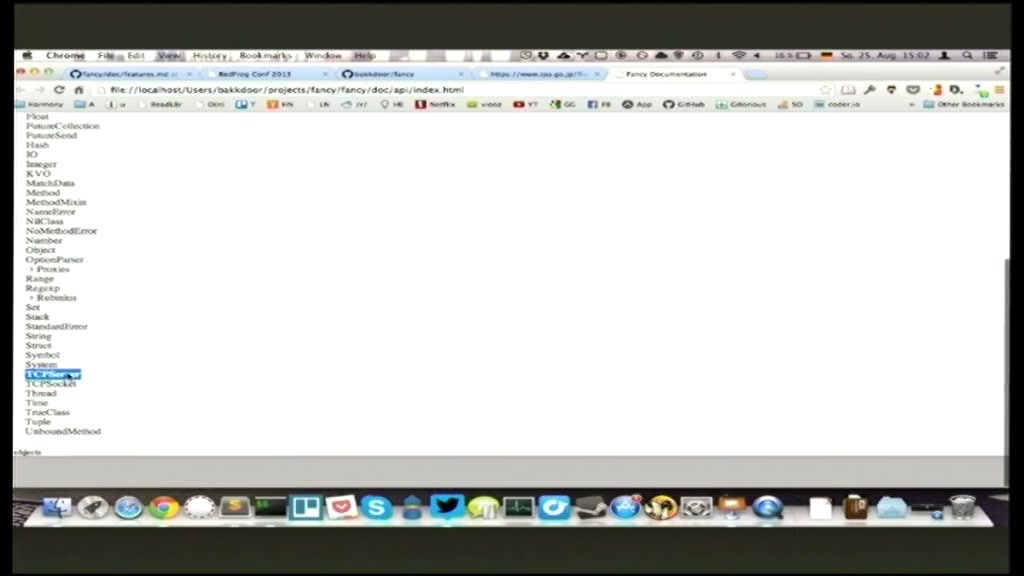 Chrome File Edit View History Bookmarks Window Help 16% So. 25. Aug. 15:02
fancy/doc/features.md at RedFrog Conf 2013 bakkdoor/fancy https://www.ipa.go.jp/fi Fancy Documentation
file://localhost/Users/bakkdoor/projects/fancy/fancy/doc/api/index.html
Harmony A u ReadLRr T HN LN /r/ HE Netflix viooz YT GG FB App GitHub Gitorious SO coder.io » Other Bookmarks
Float
FutureCollection
FutureSend
Hash
IO
Integer
KVO
MatchData
Method
MethodMixin
NameError
NilClass
NoMethodError
Number
Object
OptionParser
Proxies
Range
Regexp
Rubinius
Set
Stack
StandardError
String
Struct
Symbol
System
TCPServer
TCPSocket
Thread
Time
TrueClass
Tuple
UnboundMethod
objects